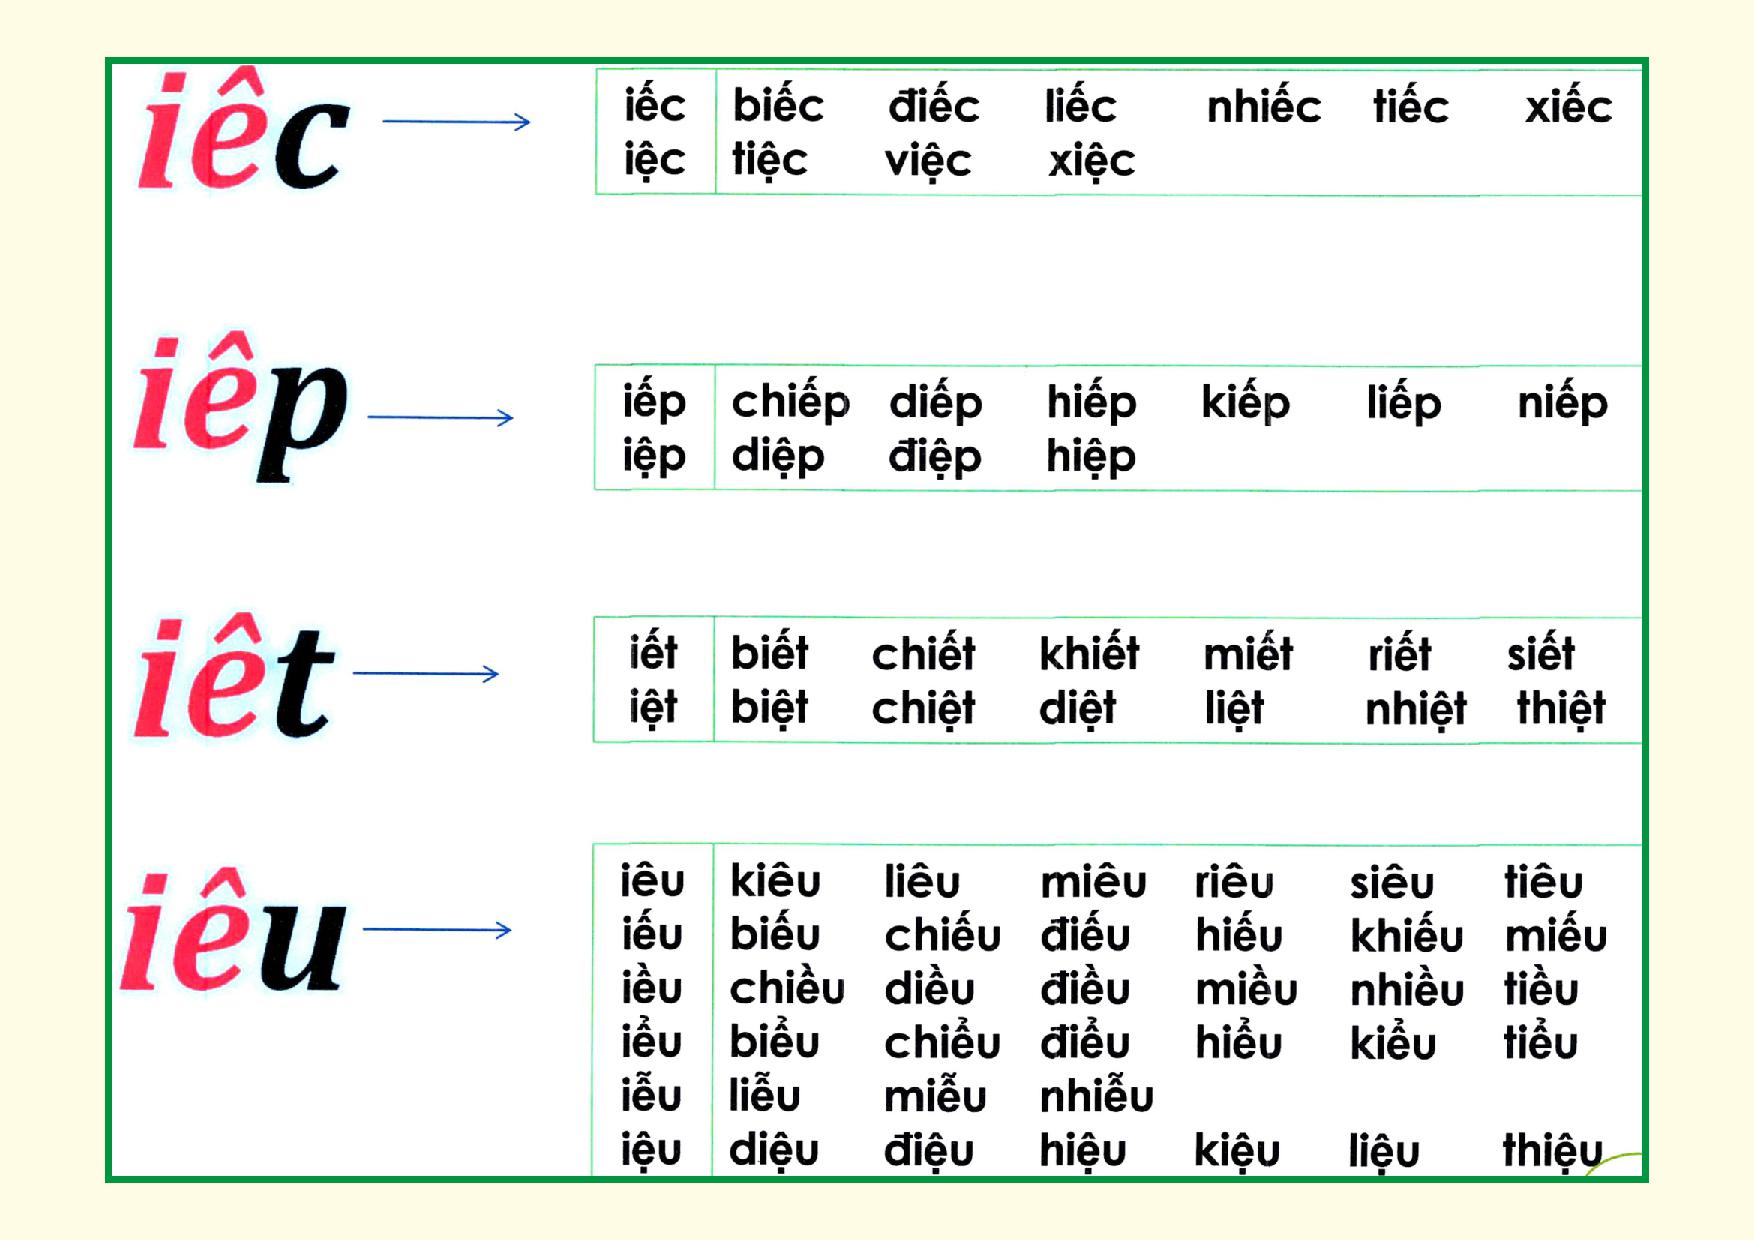 iêc
iếc biếc điếc liếc nhiếc tiếc xiếc
iệc tiệc việc xiệc
iêp
iếp chiếp diếp hiếp kiếp liếp niếp
iệp diệp điệp hiệp
iêt
iết biết chiết khiết miết riết siết
iệt biệt chiệt diệt liệt nhiệt thiệt
iêu
iêu kiêu liêu miêu riêu siêu tiêu
iếu biếu chiếu điếu hiếu khiếu miếu
iều chiều diều điều miều nhiều tiều
iểu biểu chiểu điểu hiểu kiểu tiểu
iễu liễu miễu nhiễu
iệu diệu điệu hiệu kiệu liệu thiệu